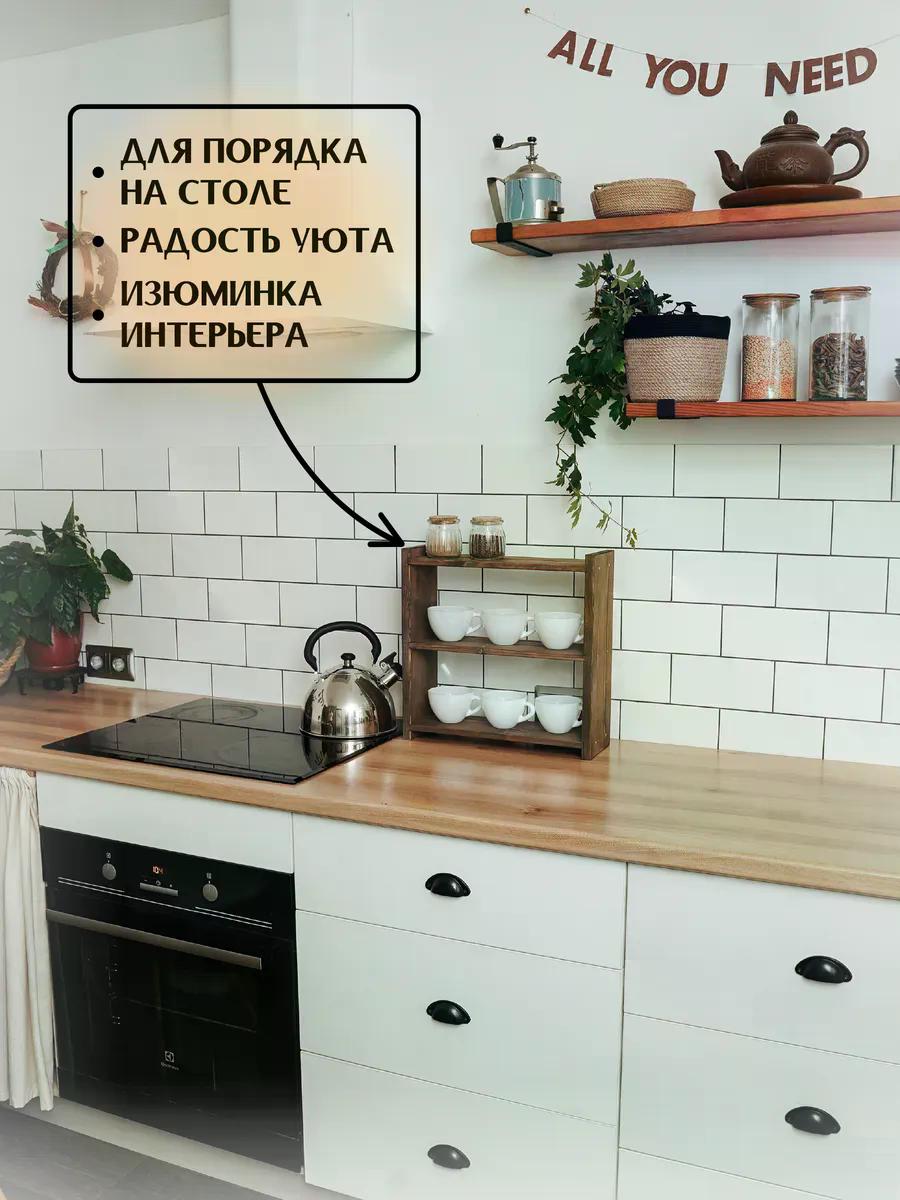 ALL YOU NEED
ДЛЯ ПОРЯДКА
НА СТОЛЕ
РАДОСТЬ УЮТА
ИЗЮМИНКА
ИНТЕРЬЕРА